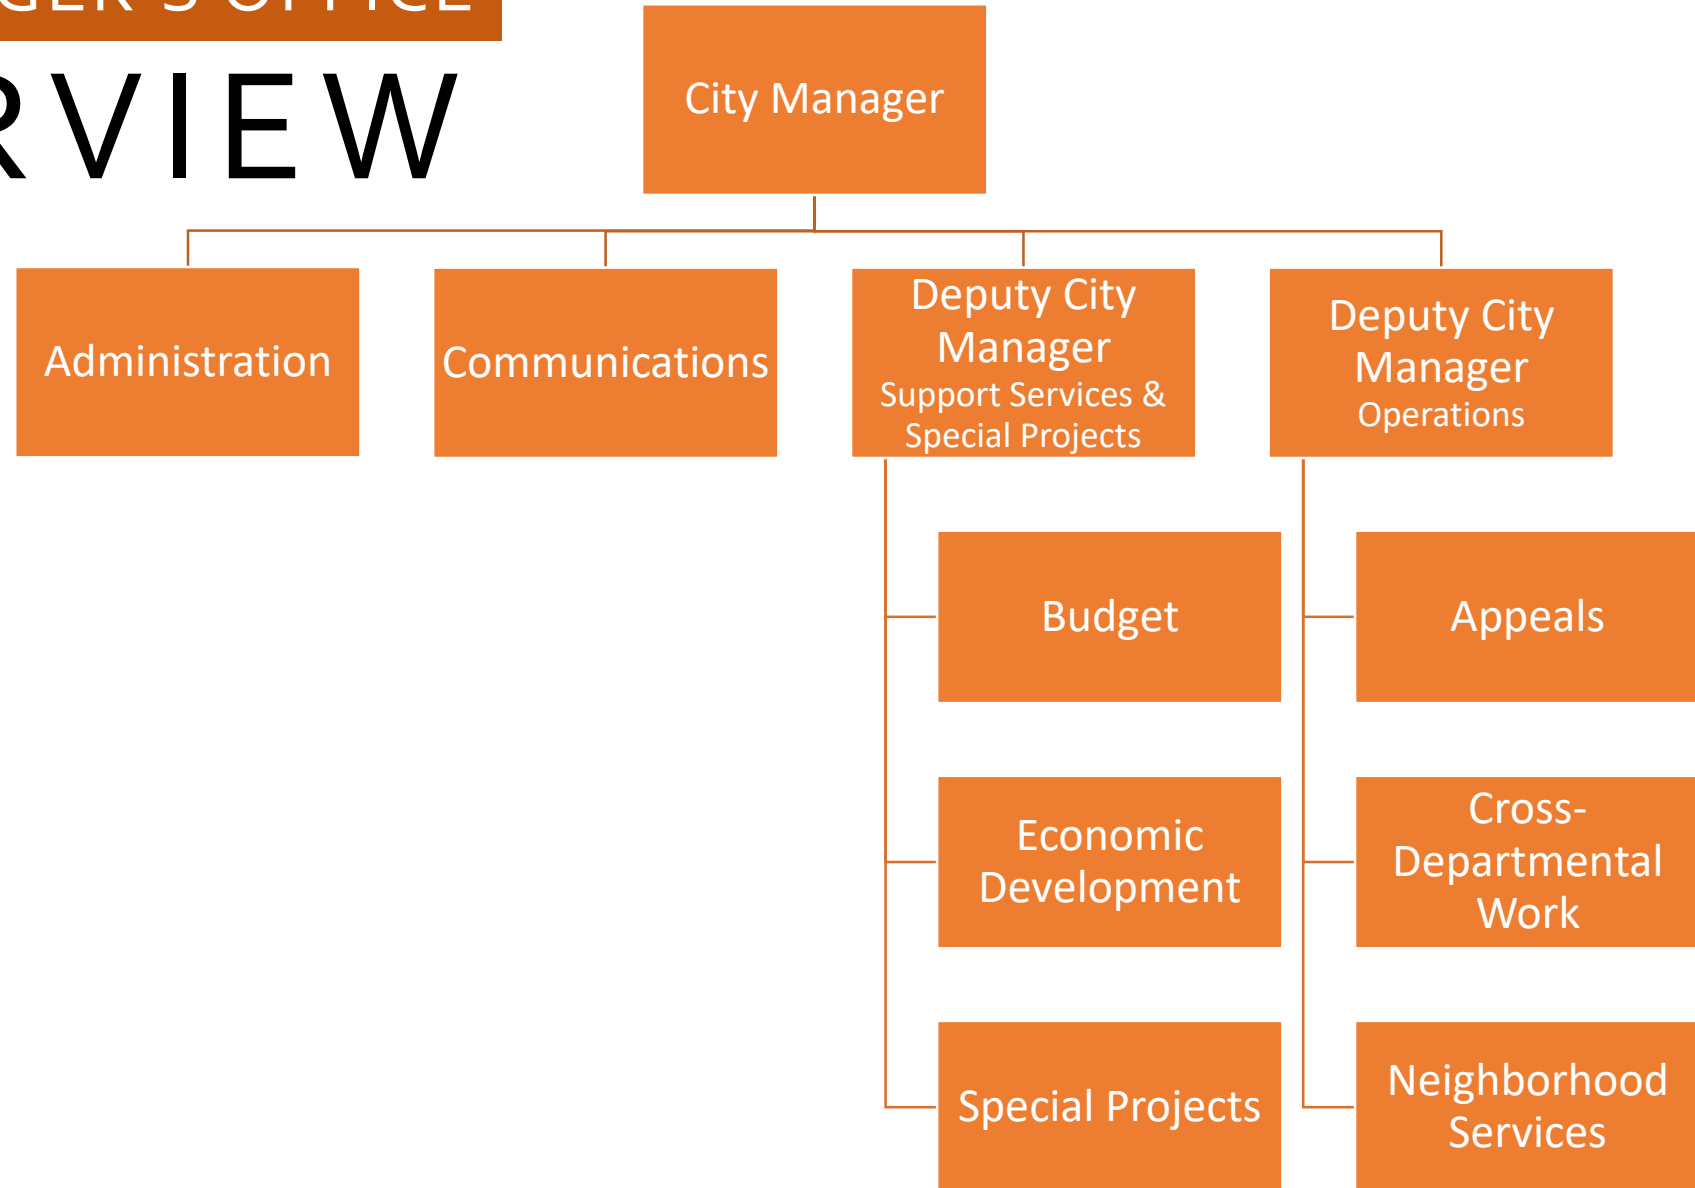 OFFICE
City Manager
Administration
Communications
Deputy City
Manager
Support Services &
Special Projects
Deputy City
Manager
Operations
Budget
Appeals
Economic
Development
Cross-
Departmental
Work
Special Projects
Neighborhood
Services